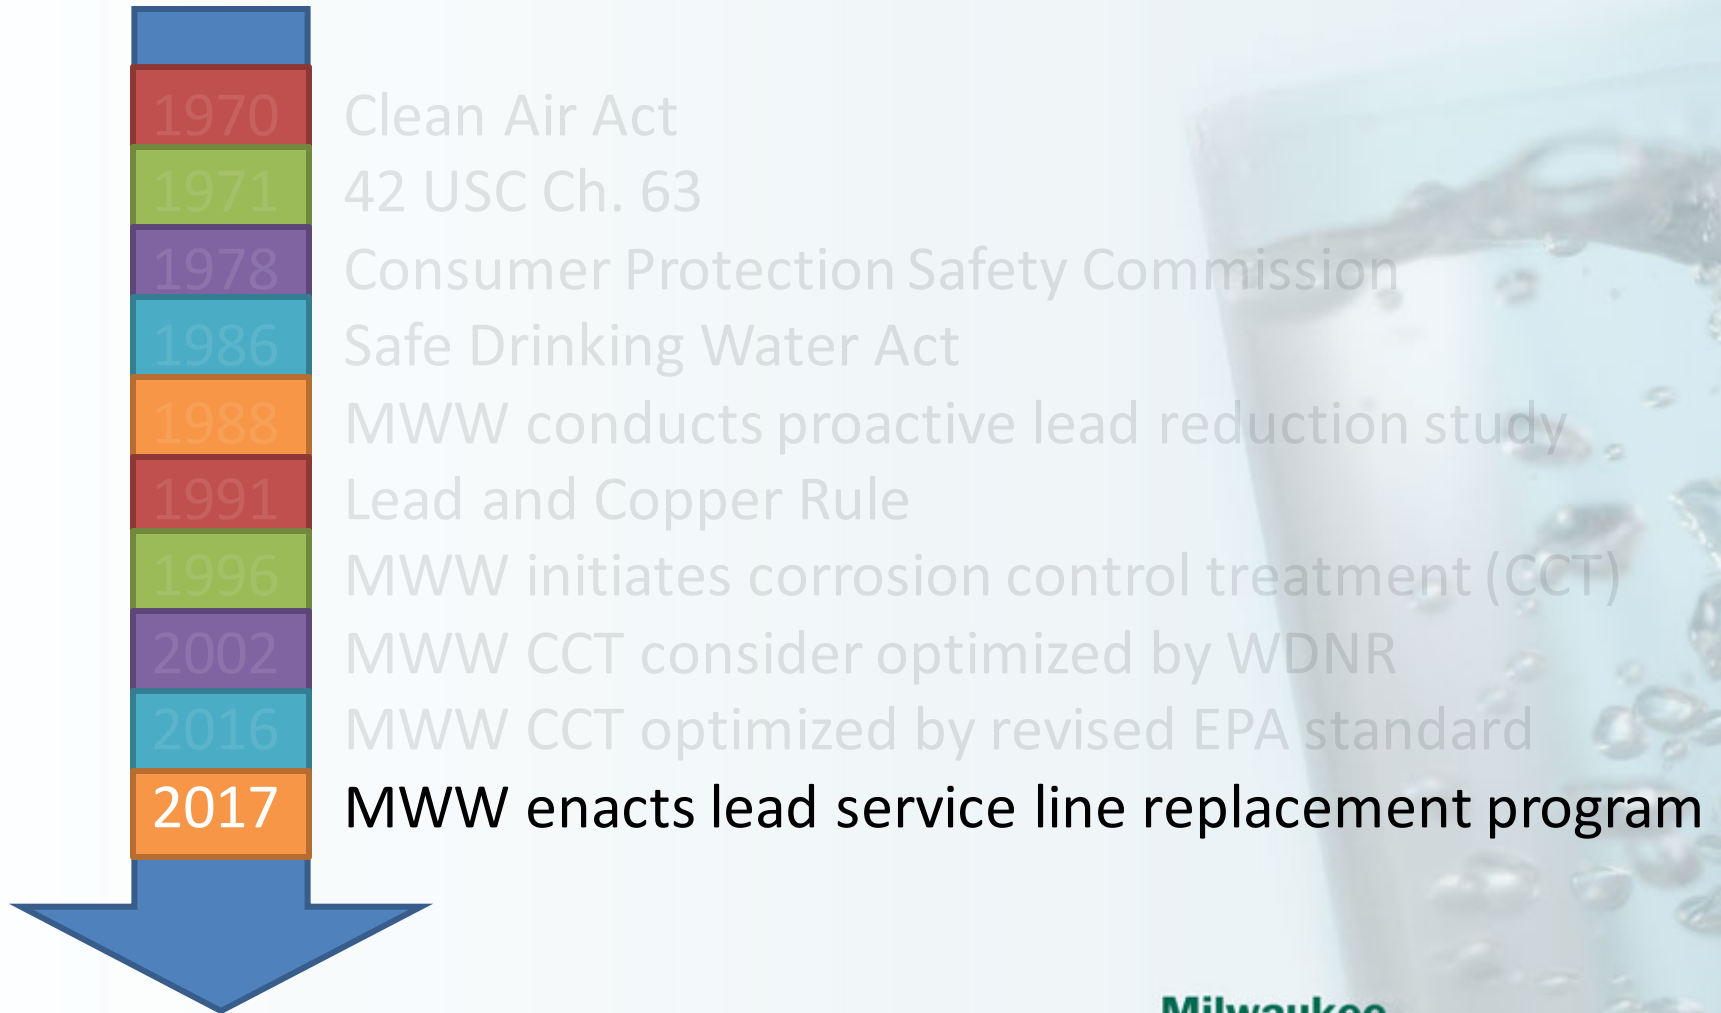 1970 Clean Air Act
1971 42 USC Ch. 63
1978 Consumer Protection Safety Commission
1986 Safe Drinking Water Act
1988 MWW conducts proactive lead reduction study
1991 Lead and Copper Rule
1996 MWW initiates corrosion control treatment (CCT)
2002 MWW CCT consider optimized by WDNR
2016 MWW CCT optimized by revised EPA standard
2017 MWW enacts lead service line replacement program
Milwaukee